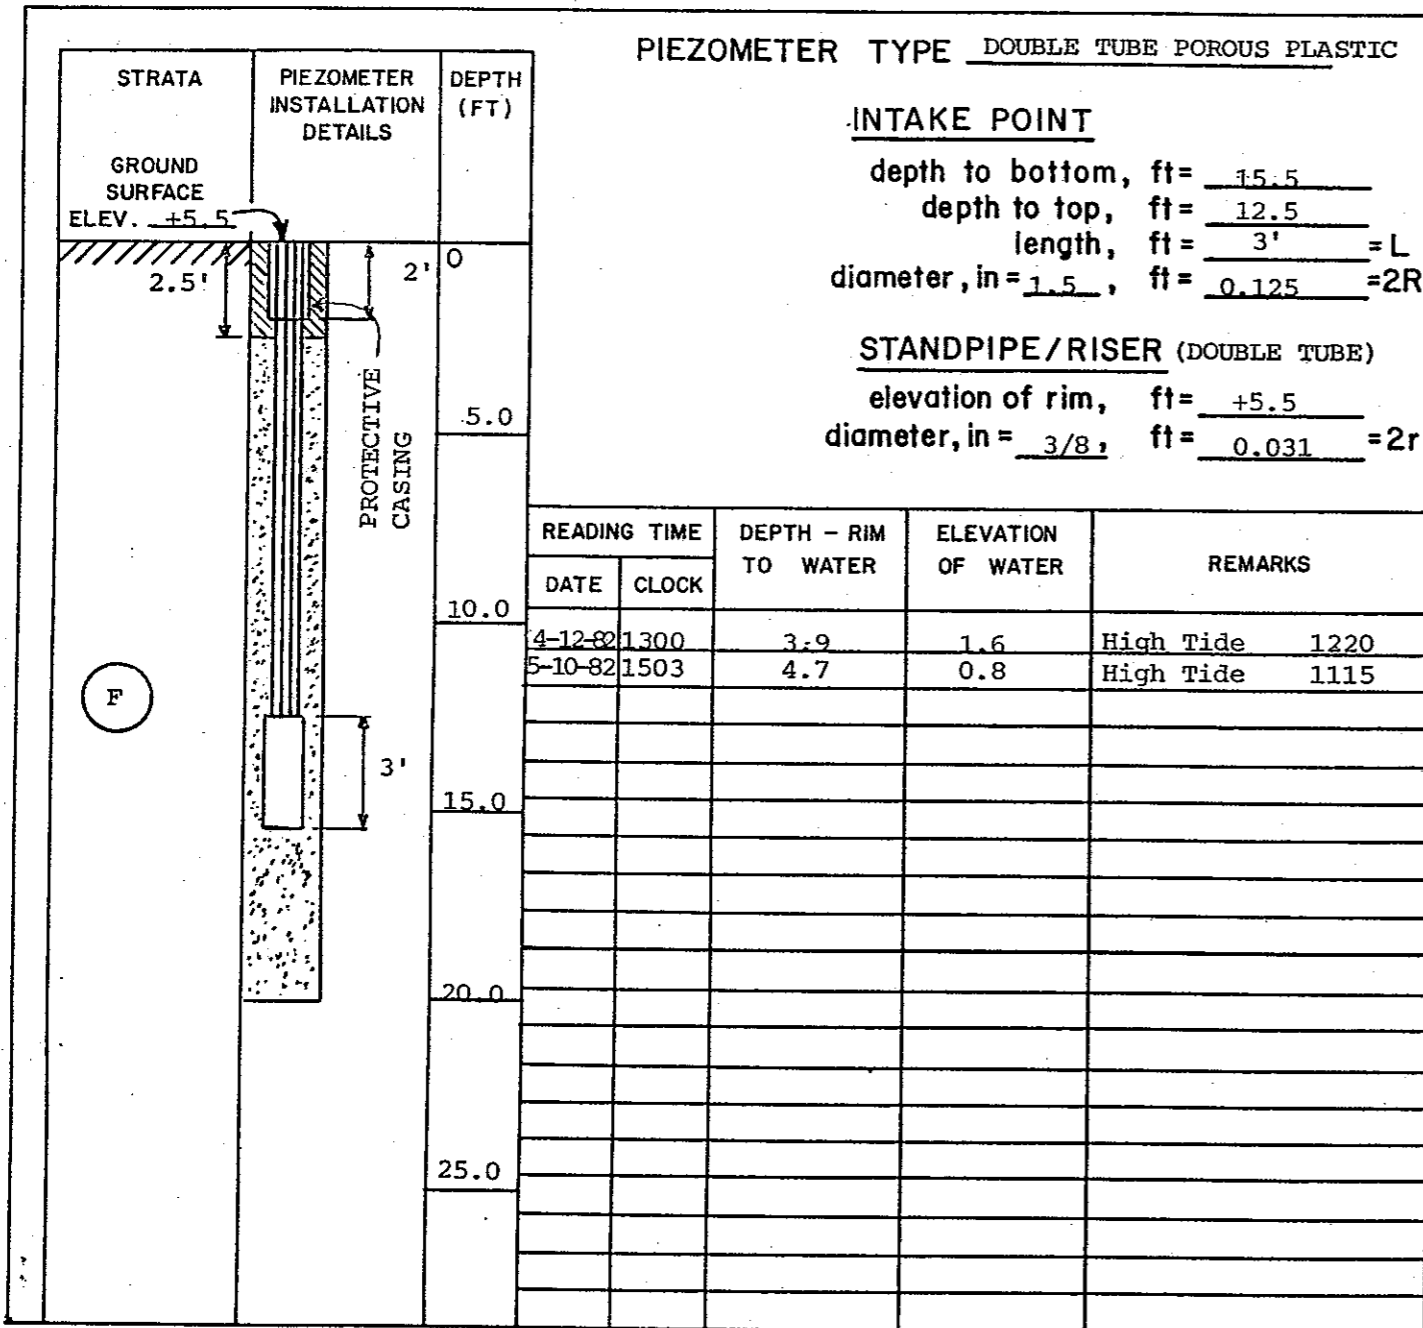 PIEZOMETER TYPE DOUBLE TUBE POROUS PLASTIC
STRATA
PIEZOMETER
INSTALLATION
DETAILS
DEPTH
(FT)
GROUND
SURFACE
ELEV. +5.5
2.5'
2'
PROTECTIVE
CASING
F
3'
0
5.0
10.0
15.0
20.0
25.0
INTAKE POINT
depth to bottom, ft= 15.5
depth to top, ft= 12.5
length, ft = 3' =L
diameter, in = 1.5, ft = 0.125 =2R
STANDPIPE/RISER (DOUBLE TUBE)
elevation of rim, ft= +5.5
diameter, in = 3/8, ft= 0.031 =2r
READING TIME
DATE CLOCK
DEPTH – RIM
TO WATER
ELEVATION
OF WATER
REMARKS
4-12-82 1300 3.9 1.6 High Tide 1220
5-10-82 1503 4.7 0.8 High Tide 1115